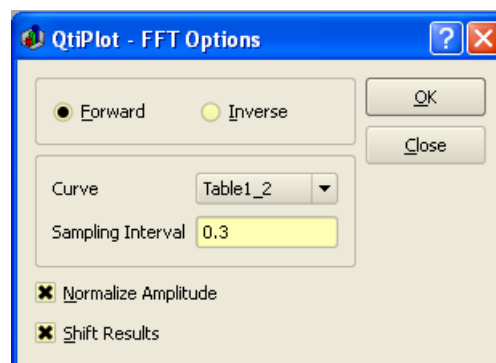 QtiPlot - FFT Options
Forward Inverse
OK
Close
Curve Table1_2
Sampling Interval 0.3
Normalize Amplitude
Shift Results